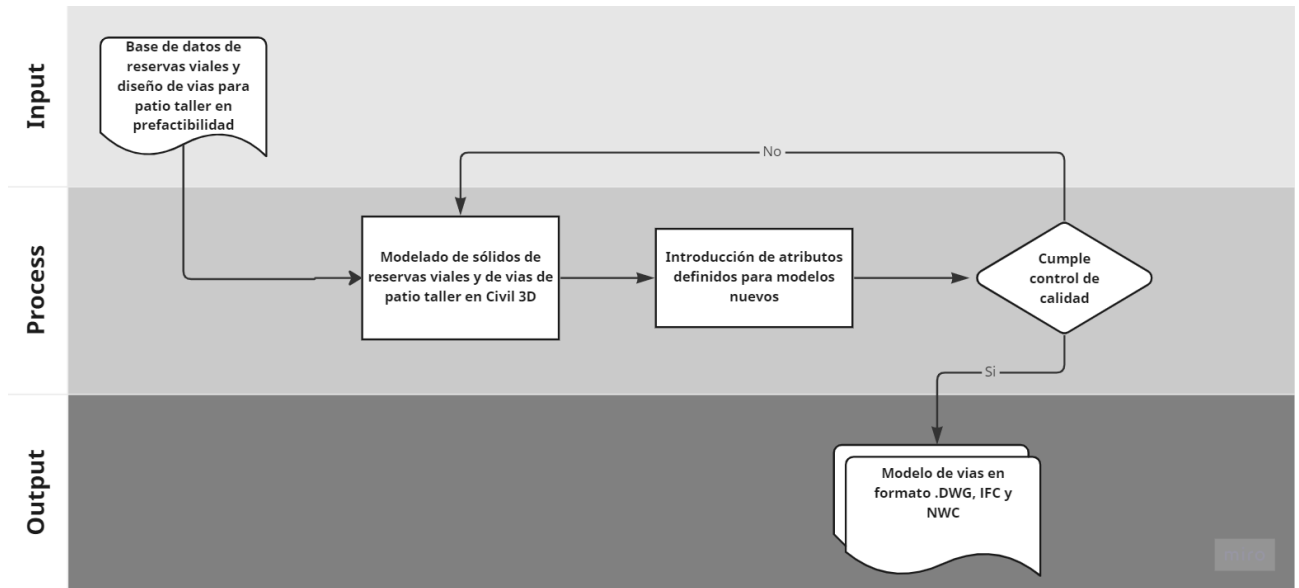 Input
Base de datos de
reservas viales y
diseño de vias para
patio taller en
prefactibilidad
No
Process
Modelado de sólidos de
reservas viales y de vias de
patio taller en Civil 3D
Introducción de atributos
definidos para modelos
nuevos
Cumple
control de
calidad
Si
Output
Modelo de vias en
formato .DWG, IFC y
NWC
miro